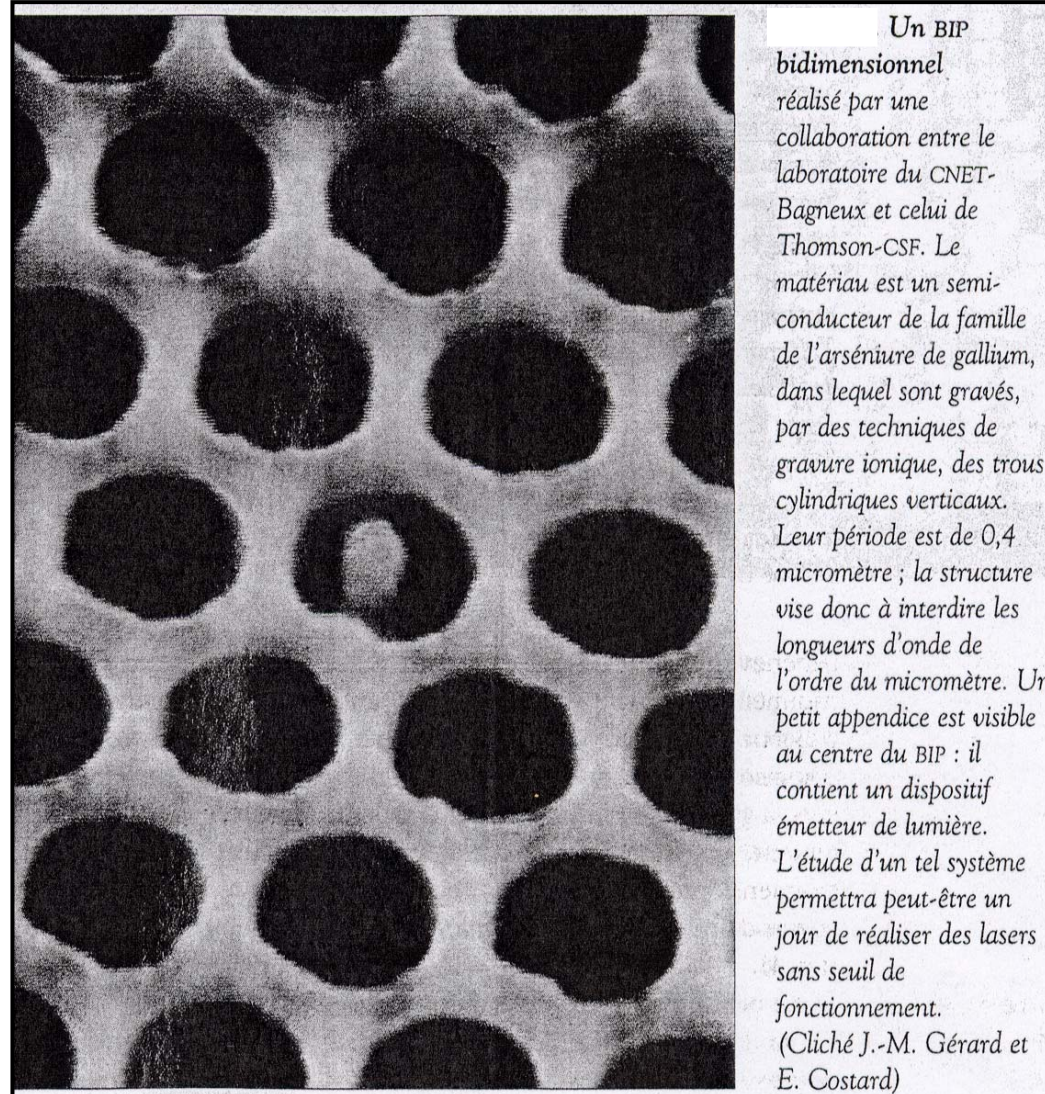 Un BIP
bidimensionnel
réalisé par une
collaboration entre le
laboratoire du CNET-
Bagneux et celui de
Thomson-CSF. Le
matériau est un semi-
conducteur de la famille
de l'arséniure de gallium,
dans lequel sont gravés,
par des techniques de
gravure ionique, des trous
cylindriques verticaux.
Leur période est de 0,4
micromètre ; la structure
vise donc à interdire les
longueurs d'onde de
l'ordre du micromètre. Un
petit appendice est visible
au centre du BIP : il
contient un dispositif
émetteur de lumière.
L'étude d'un tel système
permettra peut-être un
jour de réaliser des lasers
sans seuil de
fonctionnement.
(Cliché J.-M. Gérard et
E. Costard)